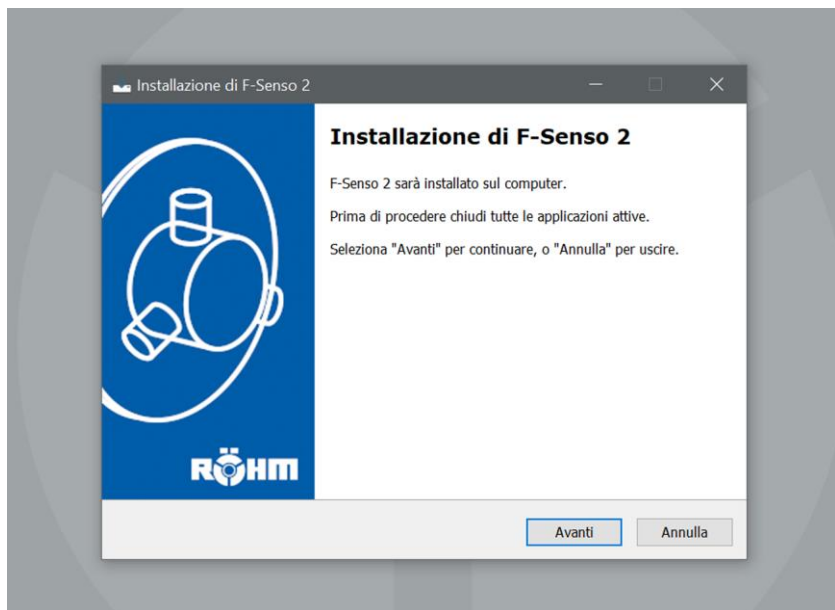 Installazione di F-Senso 2
Installazione di F-Senso 2
F-Senso 2 sarà installato sul computer.
Prima di procedere chiudi tutte le applicazioni attive.
Seleziona "Avanti" per continuare, o "Annulla" per uscire.
RÖHM
Avanti
Annulla